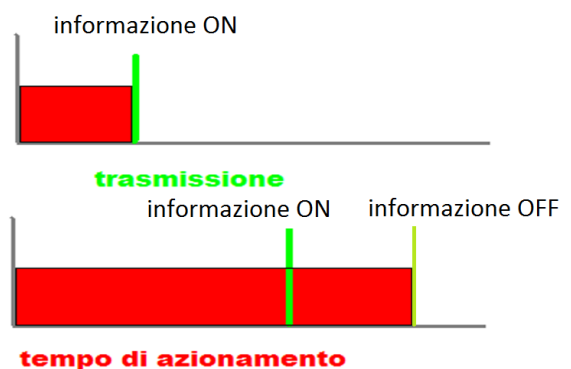 informazione ON
trasmissione
informazione ON informazione OFF
tempo di azionamento